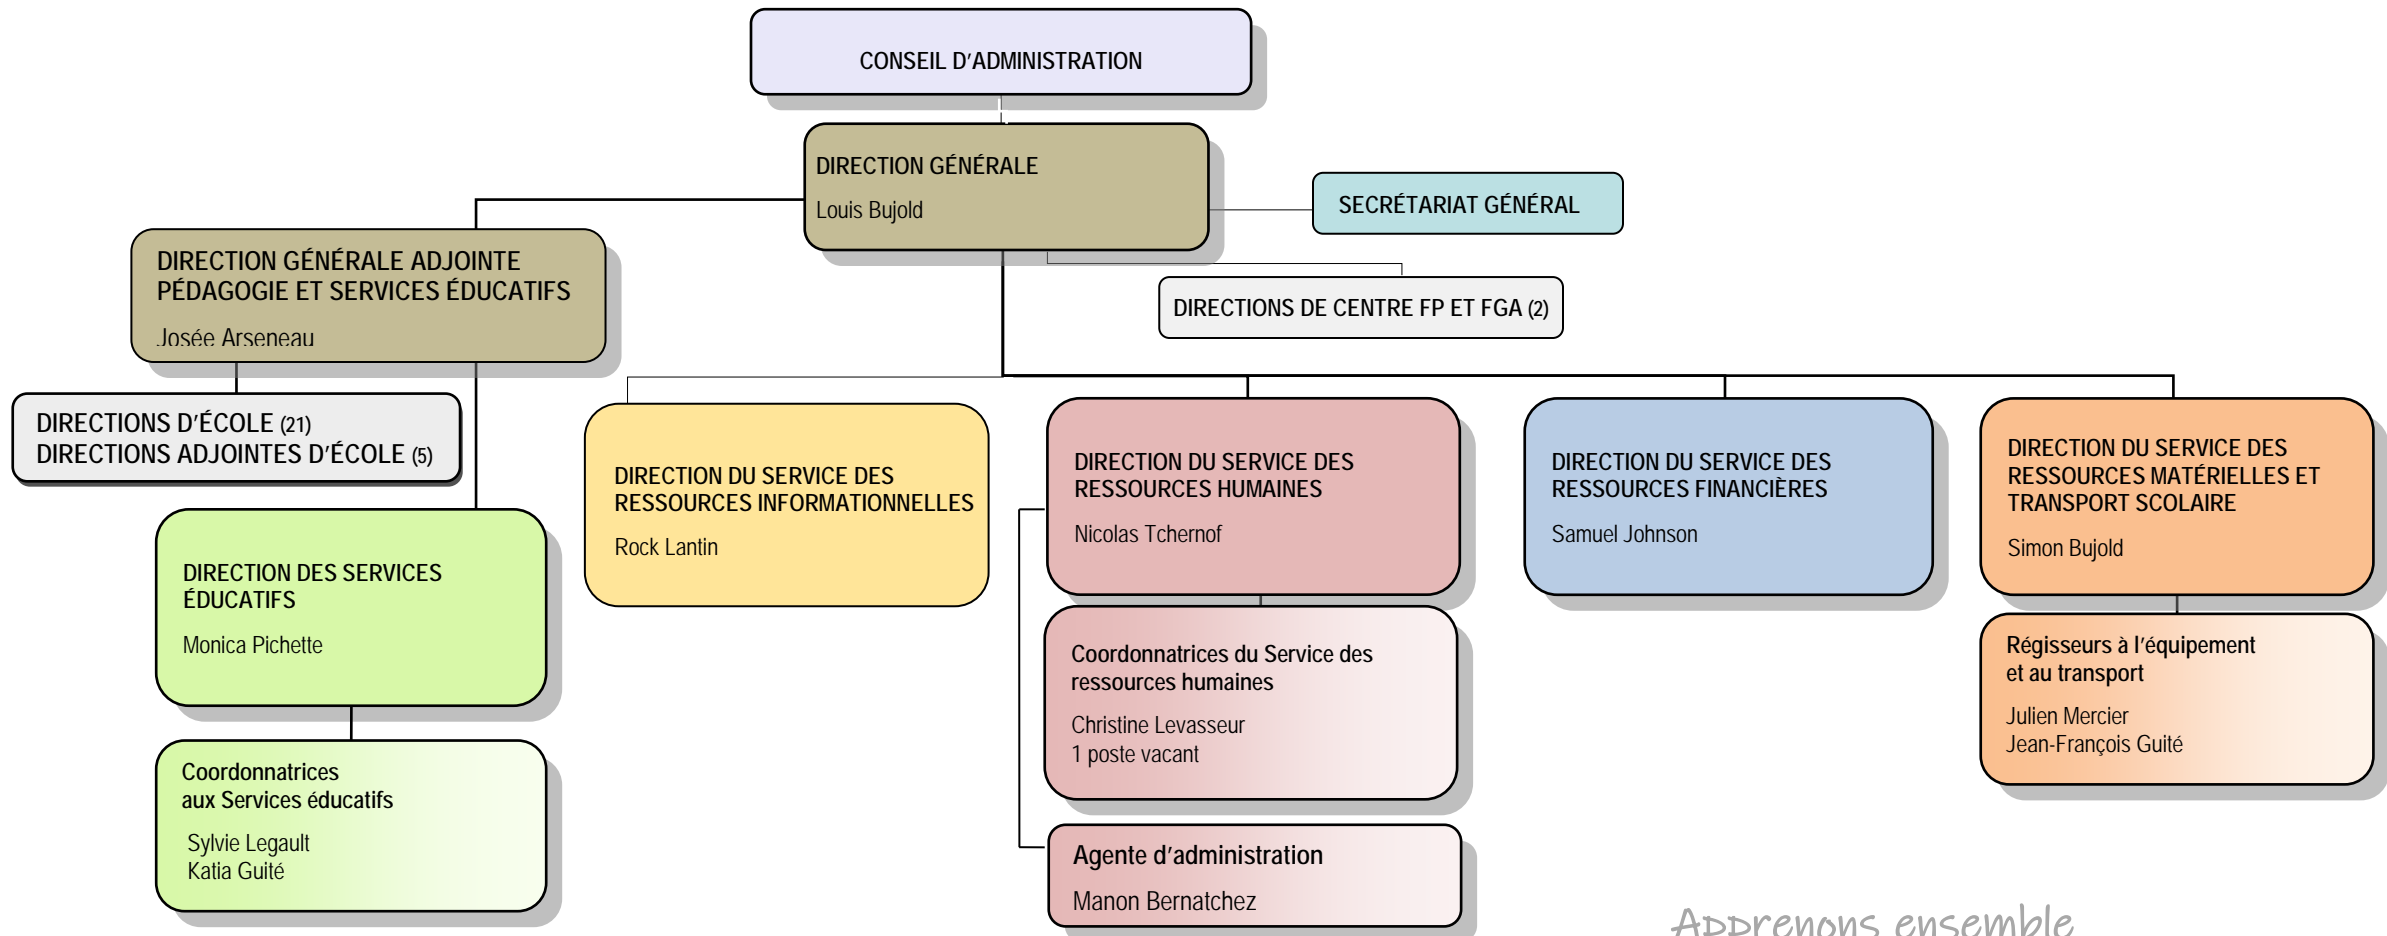 CONSEIL D'ADMINISTRATION
DIRECTION GÉNÉRALE
Louis Bujold
SECRÉTARIAT GÉNÉRAL
DIRECTION GÉNÉRALE ADJOINTE
PÉDAGOGIE ET SERVICES ÉDUCATIFS
Josée Arseneau
DIRECTIONS DE CENTRE FP ET FGA (2)
DIRECTIONS D'ÉCOLE (21)
DIRECTIONS ADJOINTES D'ÉCOLE (5)
DIRECTION DES SERVICES
ÉDUCATIFS
Monica Pichette
Coordonnatrices
aux Services éducatifs
Sylvie Legault
Katia Guité
DIRECTION DU SERVICE DES
RESSOURCES INFORMATIONNELLES
Rock Lantin
DIRECTION DU SERVICE DES
RESSOURCES HUMAINES
Nicolas Tchernof
Coordonnatrices du Service des
ressources humaines
Christine Levasseur
1 poste vacant
Agente d'administration
Manon Bernatchez
DIRECTION DU SERVICE DES
RESSOURCES FINANCIÈRES
Samuel Johnson
DIRECTION DU SERVICE DES
RESSOURCES MATÉRIELLES ET
TRANSPORT SCOLAIRE
Simon Bujold
Régisseurs à l'équipement
et au transport
Julien Mercier
Jean-François Guité
Apprenons ensemble